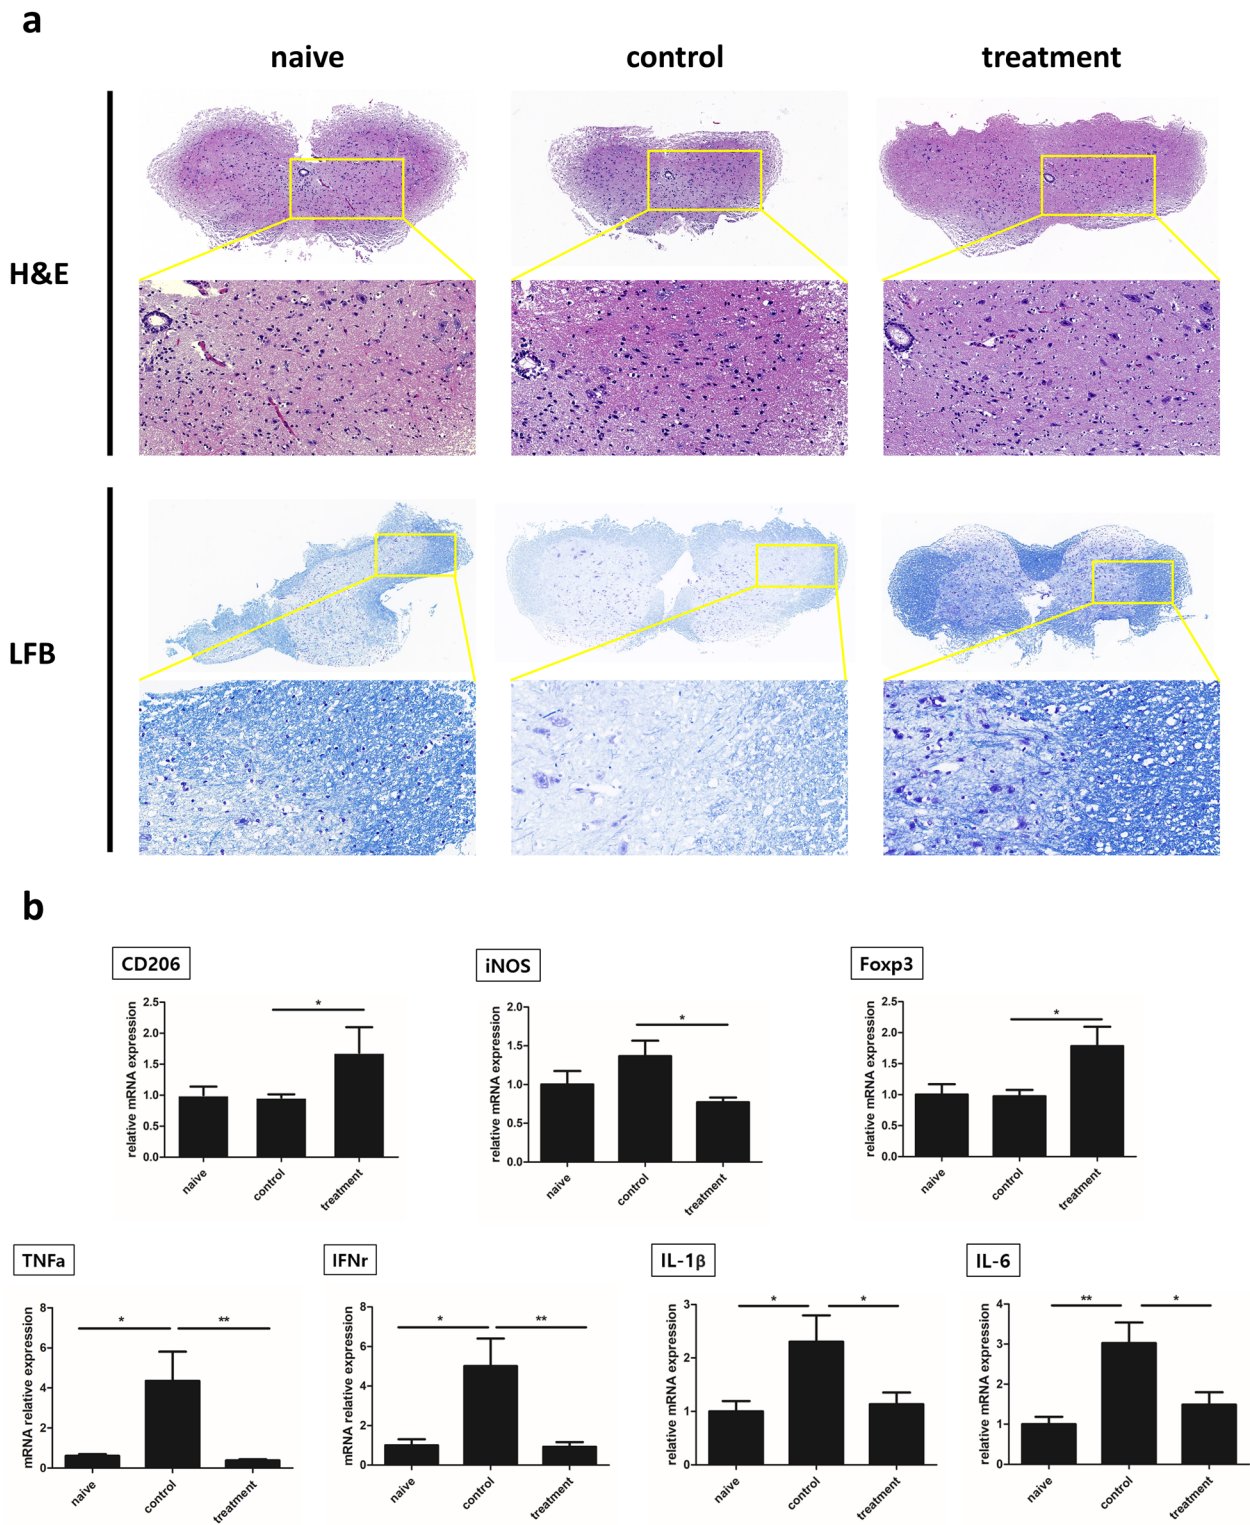 a
naive control treatment
H&E
LFB
b
CD206
relative mRNA expression
2.5
2.0
1.5
1.0
0.5
0.0
*
naive
control
treatment
iNOS
relative mRNA expression
2.0
1.5
1.0
0.5
0.0
*
naive
control
treatment
Foxp3
relative mRNA expression
2.5
2.0
1.5
1.0
0.5
0.0
*
naive
control
treatment
TNFa
mRNA relative expression
8
6
4
2
0
*
**
naive
control
treatment
IFNr
mRNA relative expression
8
6
4
2
0
*
**
naive
control
treatment
IL-1β
relative mRNA expression
3
2
1
0
*
*
naive
control
treatment
IL-6
relative mRNA expression
4
3
2
1
0
**
*
naive
control
treatment